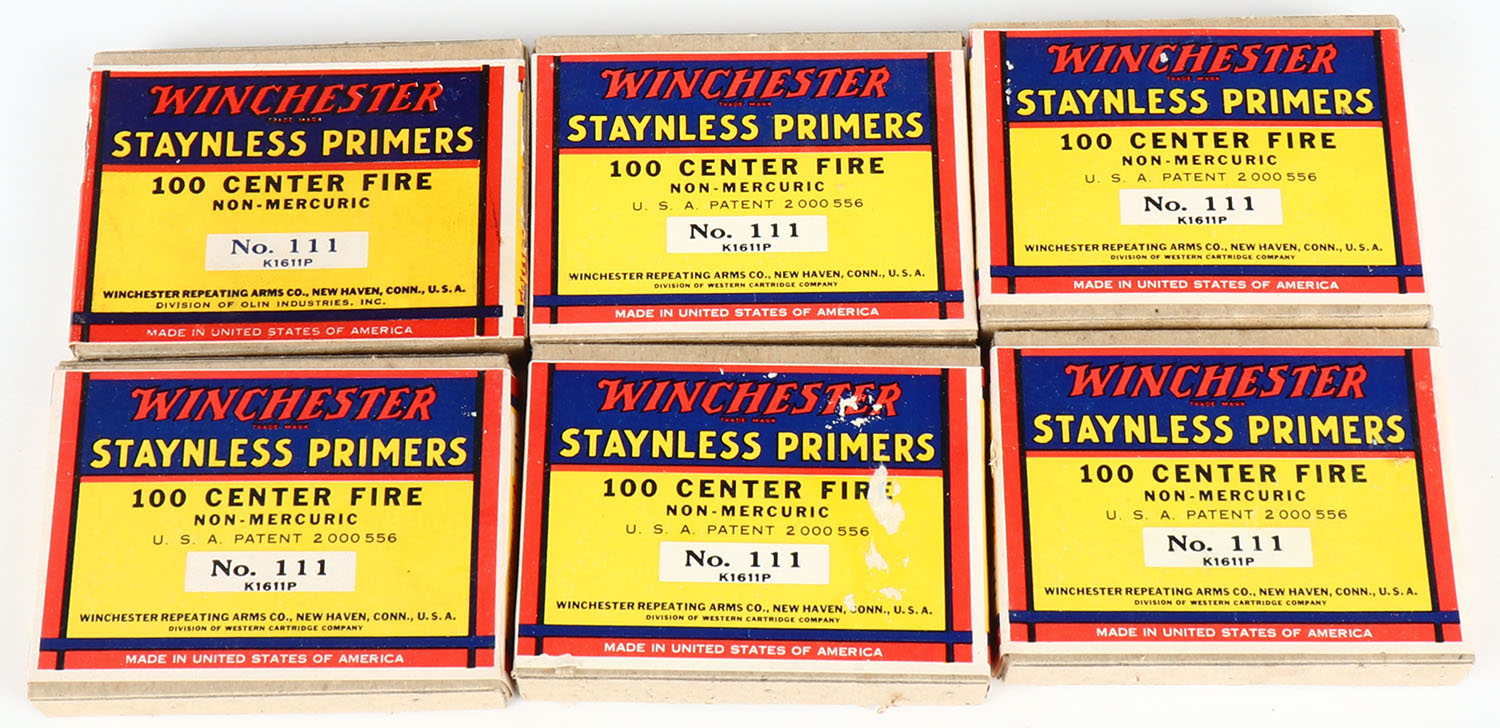 WINCHESTER
TRADE MARK
STAYNLESS PRIMERS
100 CENTER FIRE
NON-MERCURIC
No. 111
K1611P
WINCHESTER REPEATING ARMS CO., NEW HAVEN, CONN., U.S.A.
DIVISION OF OLIN INDUSTRIES, INC.
MADE IN UNITED STATES OF AMERICA
WINCHESTER
TRADE MARK
STAYNLESS PRIMERS
100 CENTER FIRE
NON-MERCURIC
U. S. A. PATENT 2 000 556
No. 111
K1611P
WINCHESTER REPEATING ARMS CO., NEW HAVEN, CONN., U.S.A.
DIVISION OF WESTERN CARTRIDGE COMPANY
MADE IN UNITED STATES OF AMERICA
WINCHESTER
TRADE MARK
STAYNLESS PRIMERS
100 CENTER FIRE
NON-MERCURIC
U. S. A. PATENT 2 000 556
No. 111
K1611P
WINCHESTER REPEATING ARMS CO., NEW HAVEN, CONN., U.S.A.
DIVISION OF WESTERN CARTRIDGE COMPANY
MADE IN UNITED STATES OF AMERICA
WINCHESTER
TRADE MARK
STAYNLESS PRIMERS
100 CENTER FIRE
NON-MERCURIC
U. S. A. PATENT 2 000 556
No. 111
K1611P
WINCHESTER REPEATING ARMS CO., NEW HAVEN, CONN., U.S.A.
DIVISION OF WESTERN CARTRIDGE COMPANY
MADE IN UNITED STATES OF AMERICA
WINCHESTER
TRADE MARK
STAYNLESS PRIMERS
100 CENTER FIRE
NON-MERCURIC
U. S. A. PATENT 2 000 556
No. 111
K1611P
WINCHESTER REPEATING ARMS CO., NEW HAVEN, CONN., U.S.A.
DIVISION OF WESTERN CARTRIDGE COMPANY
MADE IN UNITED STATES OF AMERICA
WINCHESTER
TRADE MARK
STAYNLESS PRIMERS
100 CENTER FIRE
NON-MERCURIC
U. S. A. PATENT 2 000 556
No. 111
K1611P
WINCHESTER REPEATING ARMS CO., NEW HAVEN, CONN., U.S.A.
DIVISION OF WESTERN CARTRIDGE COMPANY
MADE IN UNITED STATES OF AMERICA